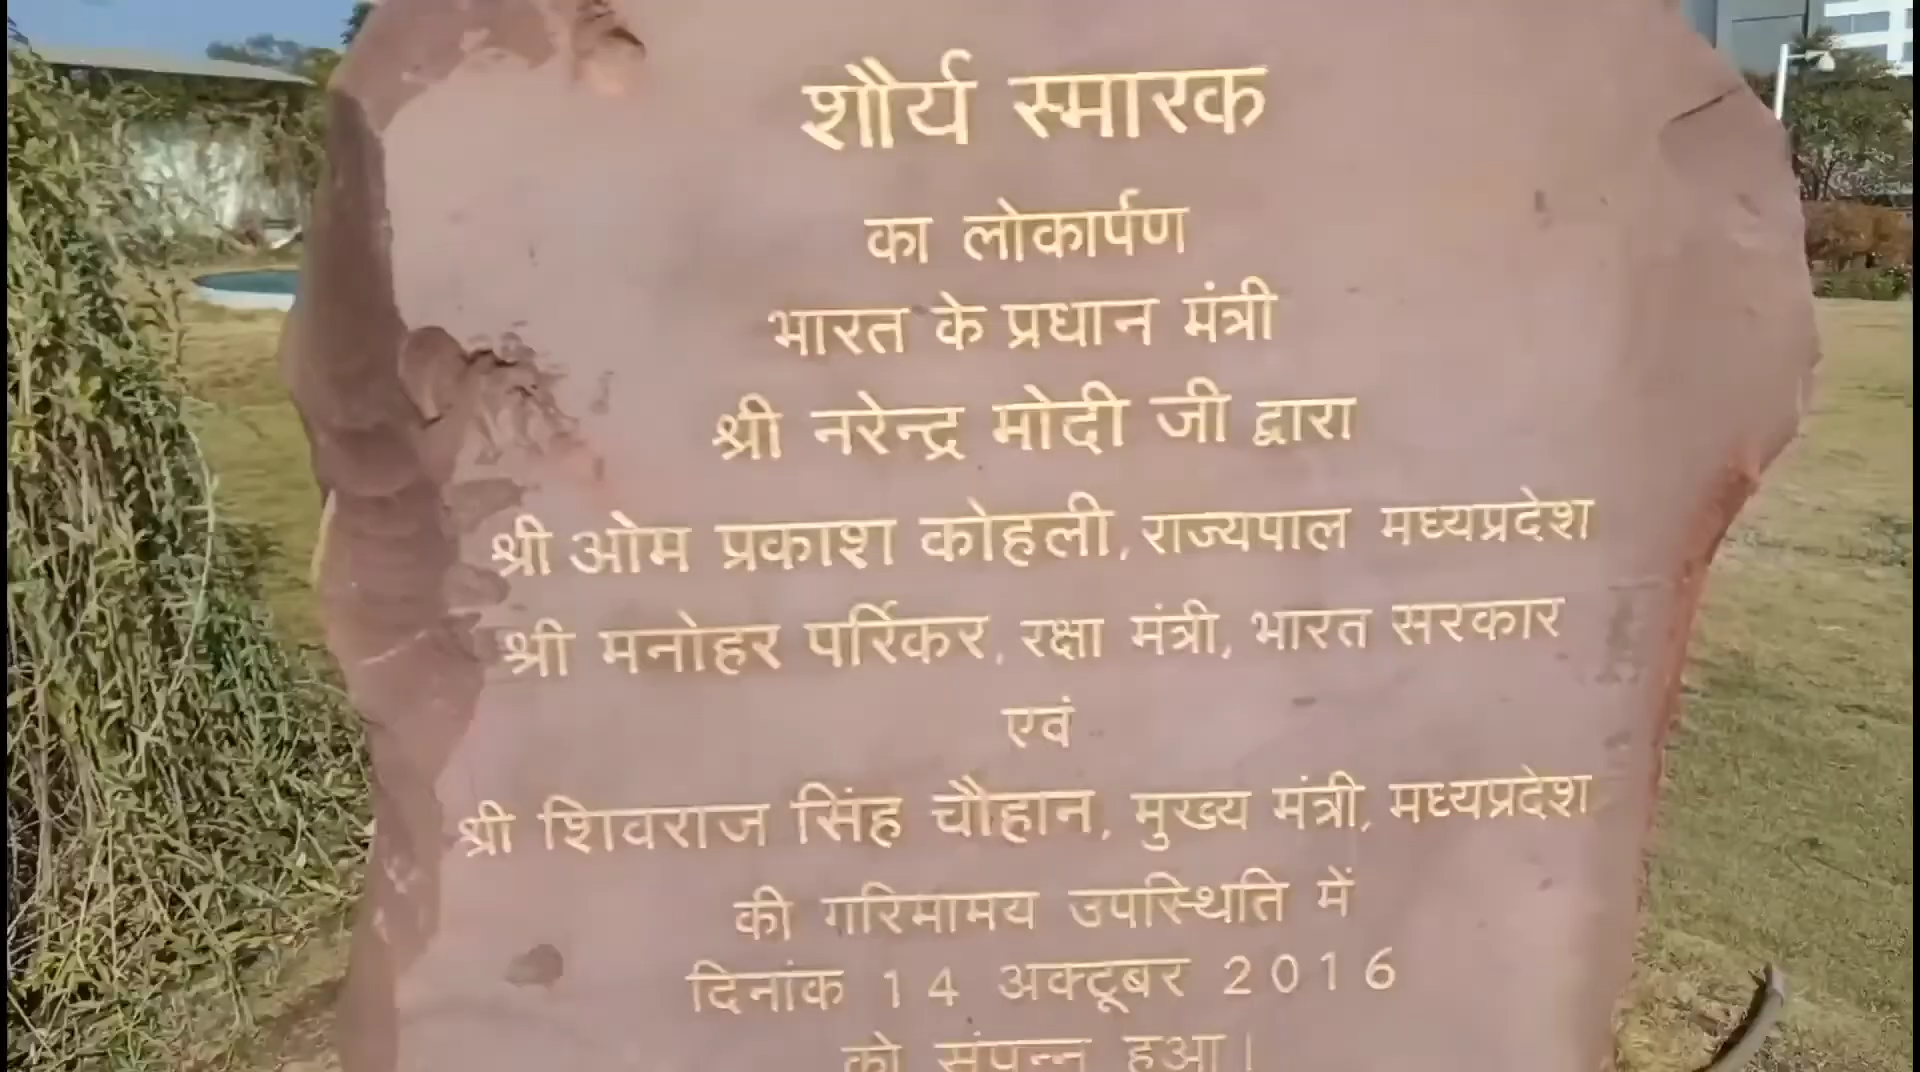 शौर्य स्मारक
का लोकार्पण
भारत के प्रधान मंत्री
श्री नरेन्द्र मोदी जी द्वारा
श्री ओम प्रकाश कोहली, राज्यपाल मध्यप्रदेश
श्री मनोहर पर्रिकर, रक्षा मंत्री, भारत सरकार
एवं
श्री शिवराज सिंह चौहान, मुख्य मंत्री, मध्यप्रदेश
की गरिमामय उपस्थिति में
दिनांक 14 अक्टूबर 2016
को संपन्न हुआ।